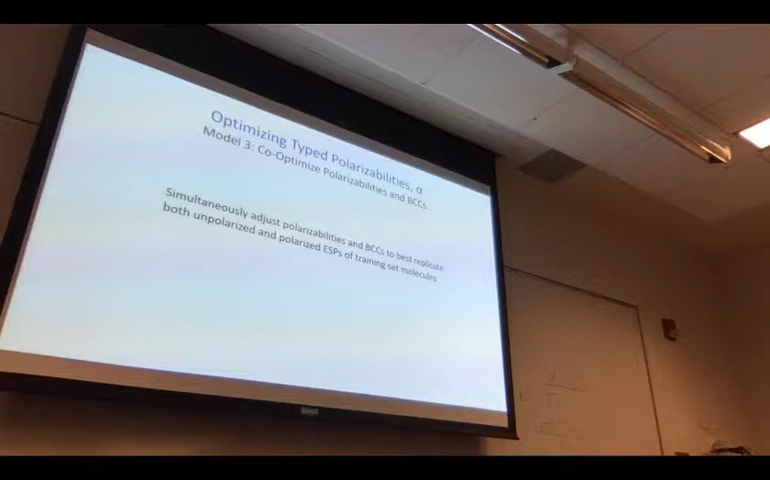 Optimizing Typed Polarizabilities, α
Model 3: Co-Optimize Polarizabilities and BCCs
Simultaneously adjust polarizabilities and BCCs to best replicate
both unpolarized and polarized ESPs of training set molecules